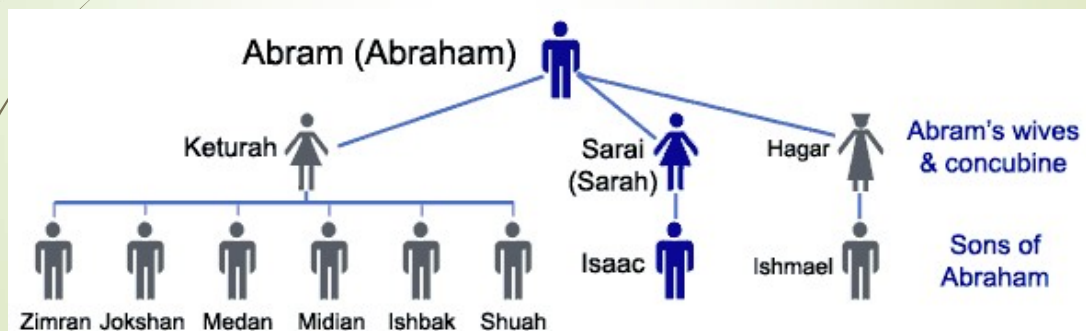 Abram (Abraham)
Keturah
Sarai
(Sarah)
Hagar
Abram's wives
& concubine
Isaac
Ishmael
Sons of
Abraham
Zimran Jokshan Medan Midian Ishbak Shuah